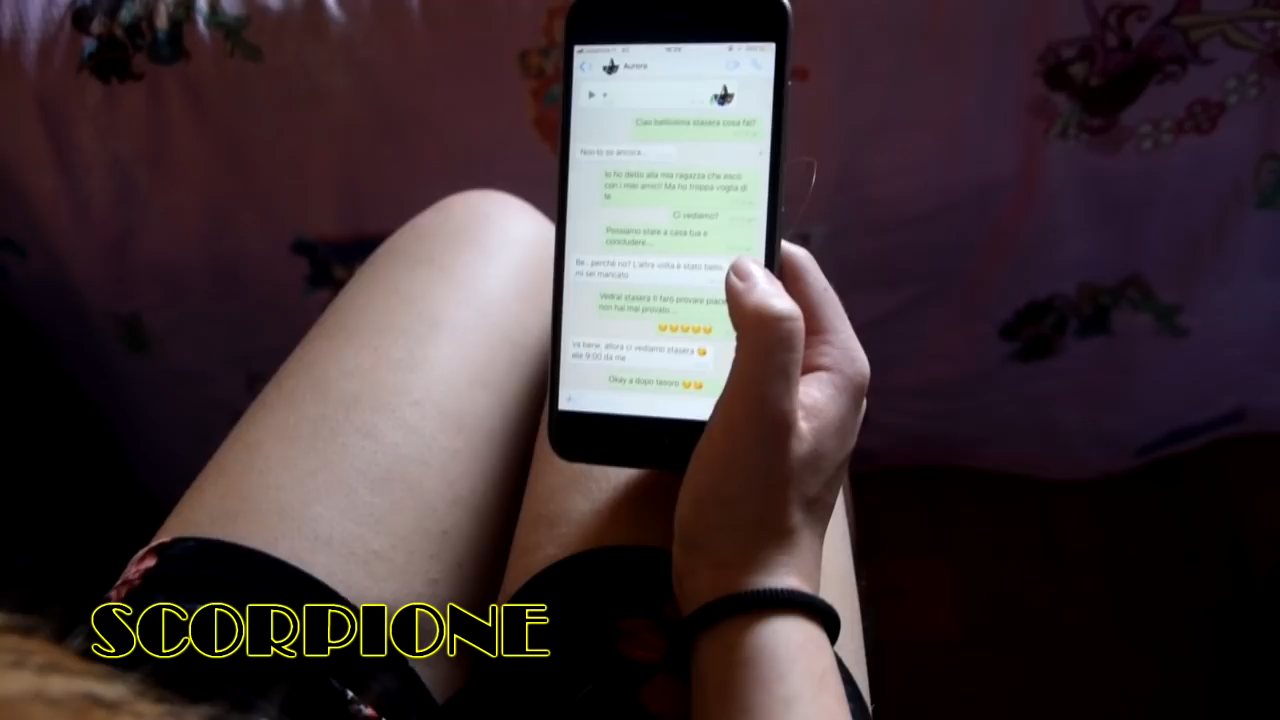 Aurora
Ciao bellissima stasera cosa fai?
Non lo so ancora...
Io ho detto alla mia ragazza che esco
con i miei amici! Ma ho troppa voglia di
te
Ci vediamo?
Possiamo stare a casa tua e
concludere....
Be.. perché no? L'altra volta è stato bello..
mi sei mancato
Vedrai stasera ti farò provare
non hai mai provato....
va bene, allora ci vediamo stasera
alle 9:00 da me
Okay a dopo tesoro
SCORPIONE